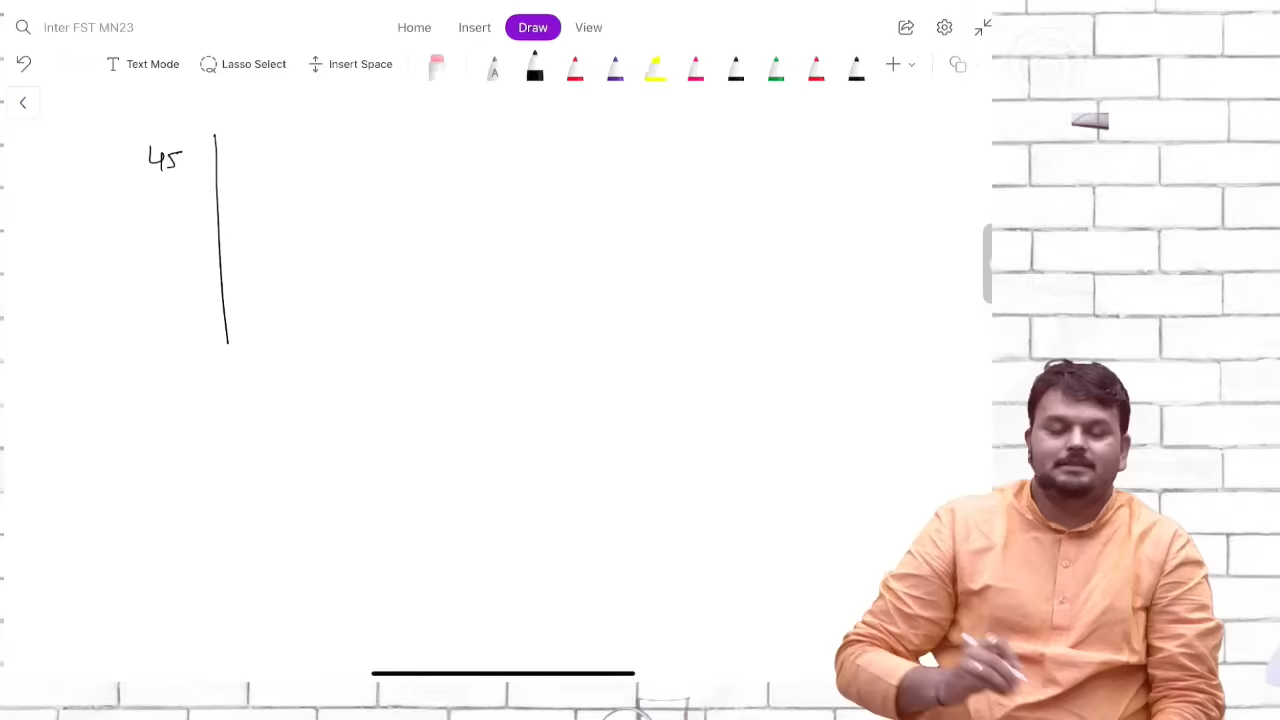 Inter FST MN23
Home Insert Draw View
Text Mode Lasso Select Insert Space
A
45